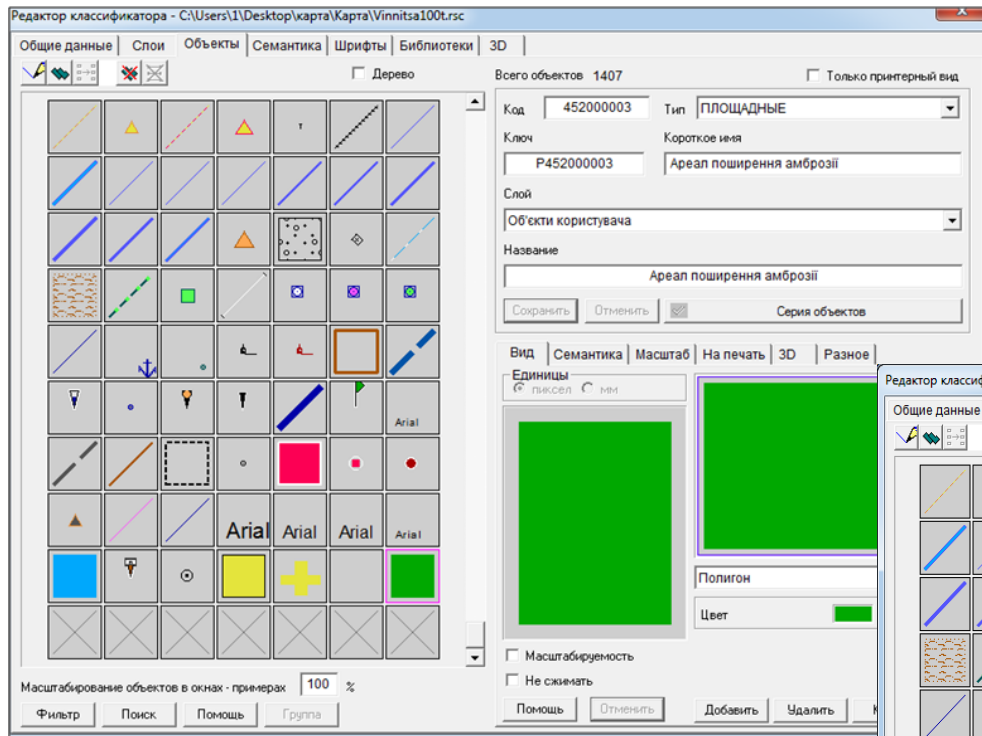 Редактор классификатора - C:\Users\1\Desktop\карта\Карта\Vinnitsa100t.rsc
Общие данные Слои Объекты Семантика Шрифты Библиотеки 3D
Дерево
Всего объектов 1407
Только принтерный вид
Код 452000003 Тип ПЛОЩАДНЫЕ
Ключ Короткое имя
P452000003 Ареал поширення амброзії
Слой
Об'єкти користувача
Название
Ареал поширення амброзії
Сохранить Отменить Серия объектов
Вид Семантика Масштаб На печать 3D Разное
Единицы
пиксел мм
Arial
Arial Arial Arial Arial
Полигон
Цвет
Масштабируемость
Не сжимать
Помощь Отменить Добавить Удалить
Масштабирование объектов в окнах - примерах 100 %
Фильтр Поиск Помощь Группа
Редактор
Общие данные